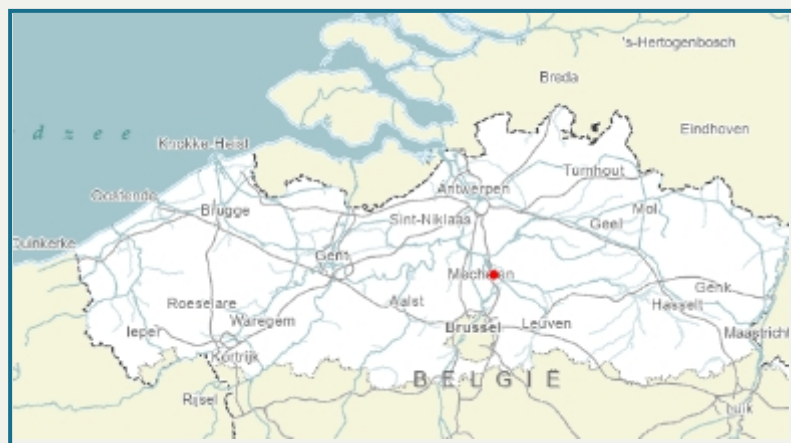 's-Hertogenbosch
Breda
dzee
Eindhoven
Knokke-Heist
Turnhout
Antwerpen
Oostende
Mol
Brugge
Sint-Niklaas
Geel
Duinkerke
Gent
Mechelen
Genk
Roeselare
Aalst
Hasselt
Ieper
Waregem
Brussel
Leuven
Maastricht
Kortrijk
BELGIË
Rijsel
Luik